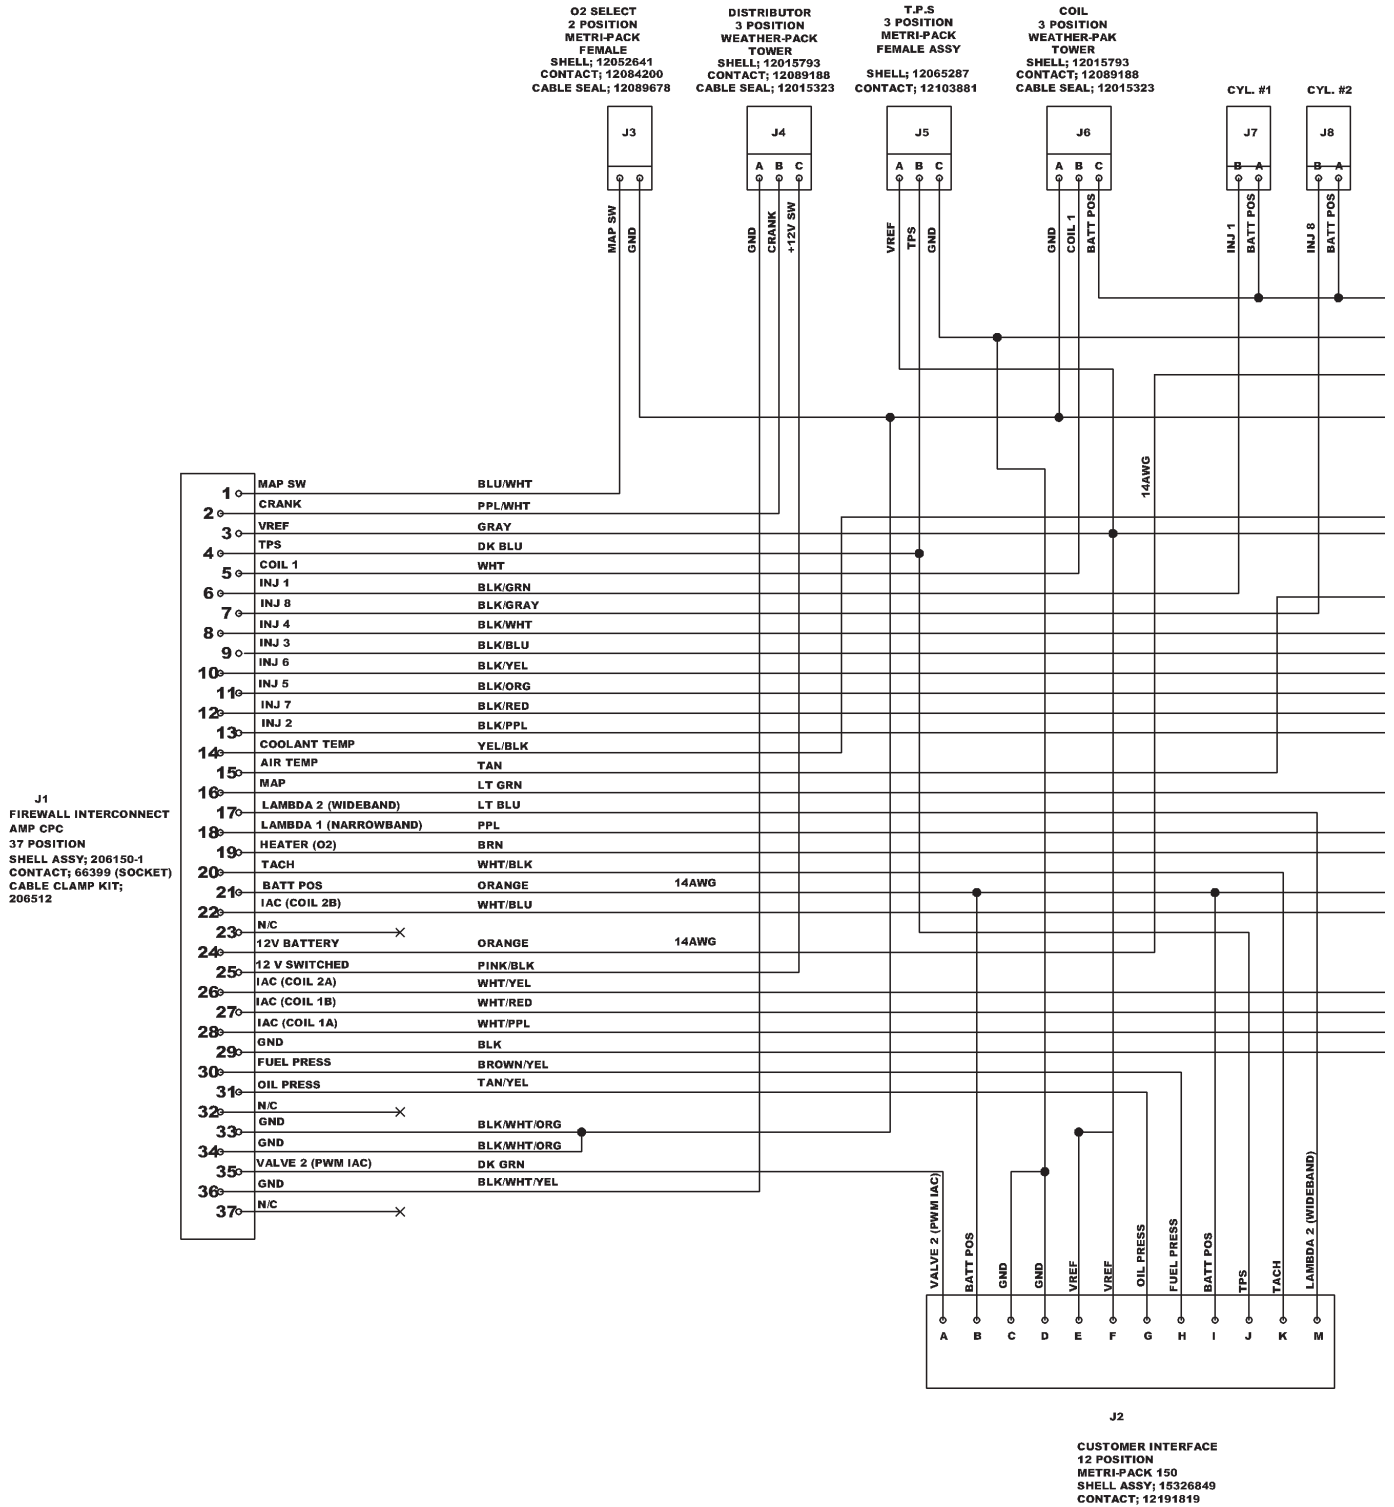 O2 SELECT
2 POSITION
METRI-PACK
FEMALE
SHELL; 12052641
CONTACT; 12084200
CABLE SEAL; 12089678
DISTRIBUTOR
3 POSITION
WEATHER-PACK
TOWER
SHELL; 12015793
CONTACT; 12089188
CABLE SEAL; 12015323
T.P.S
3 POSITION
METRI-PACK
FEMALE ASSY
SHELL; 12065287
CONTACT; 12103881
COIL
3 POSITION
WEATHER-PAK
TOWER
SHELL; 12015793
CONTACT; 12089188
CABLE SEAL; 12015323
CYL. #1
CYL. #2
J3
J4
J5
J6
J7
J8
A B C
A B C
A B C
B A
B A
MAP SW
GND
GND
CRANK
+12V SW
VREF
TPS
GND
GND
COIL 1
BATT POS
INJ 1
BATT POS
INJ 8
BATT POS
14AWG
1 MAP SW BLU/WHT
2 CRANK PPL/WHT
3 VREF GRAY
4 TPS DK BLU
5 COIL 1 WHT
6 INJ 1 BLK/GRN
7 INJ 8 BLK/GRAY
8 INJ 4 BLK/WHT
9 INJ 3 BLK/BLU
10 INJ 6 BLK/YEL
11 INJ 5 BLK/ORG
12 INJ 7 BLK/RED
13 INJ 2 BLK/PPL
14 COOLANT TEMP YEL/BLK
15 AIR TEMP TAN
16 MAP LT GRN
17 LAMBDA 2 (WIDEBAND) LT BLU
18 LAMBDA 1 (NARROWBAND) PPL
19 HEATER (O2) BRN
20 TACH WHT/BLK
21 BATT POS ORANGE 14AWG
22 IAC (COIL 2B) WHT/BLU
23 N/C
24 12V BATTERY ORANGE 14AWG
25 12 V SWITCHED PINK/BLK
26 IAC (COIL 2A) WHT/YEL
27 IAC (COIL 1B) WHT/RED
28 IAC (COIL 1A) WHT/PPL
29 GND BLK
30 FUEL PRESS BROWN/YEL
31 OIL PRESS TAN/YEL
32 N/C
33 GND BLK/WHT/ORG
34 GND BLK/WHT/ORG
35 VALVE 2 (PWM IAC) DK GRN
36 GND BLK/WHT/YEL
37 N/C
J1
FIREWALL INTERCONNECT
AMP CPC
37 POSITION
SHELL ASSY; 206150-1
CONTACT; 66399 (SOCKET)
CABLE CLAMP KIT;
206512
VALVE 2 (PWM IAC)
BATT POS
GND
GND
VREF
VREF
OIL PRESS
FUEL PRESS
BATT POS
TPS
TACH
LAMBDA 2 (WIDEBAND)
A B C D E F G H I J K M
J2
CUSTOMER INTERFACE
12 POSITION
METRI-PACK 150
SHELL ASSY; 15326849
CONTACT; 12191819